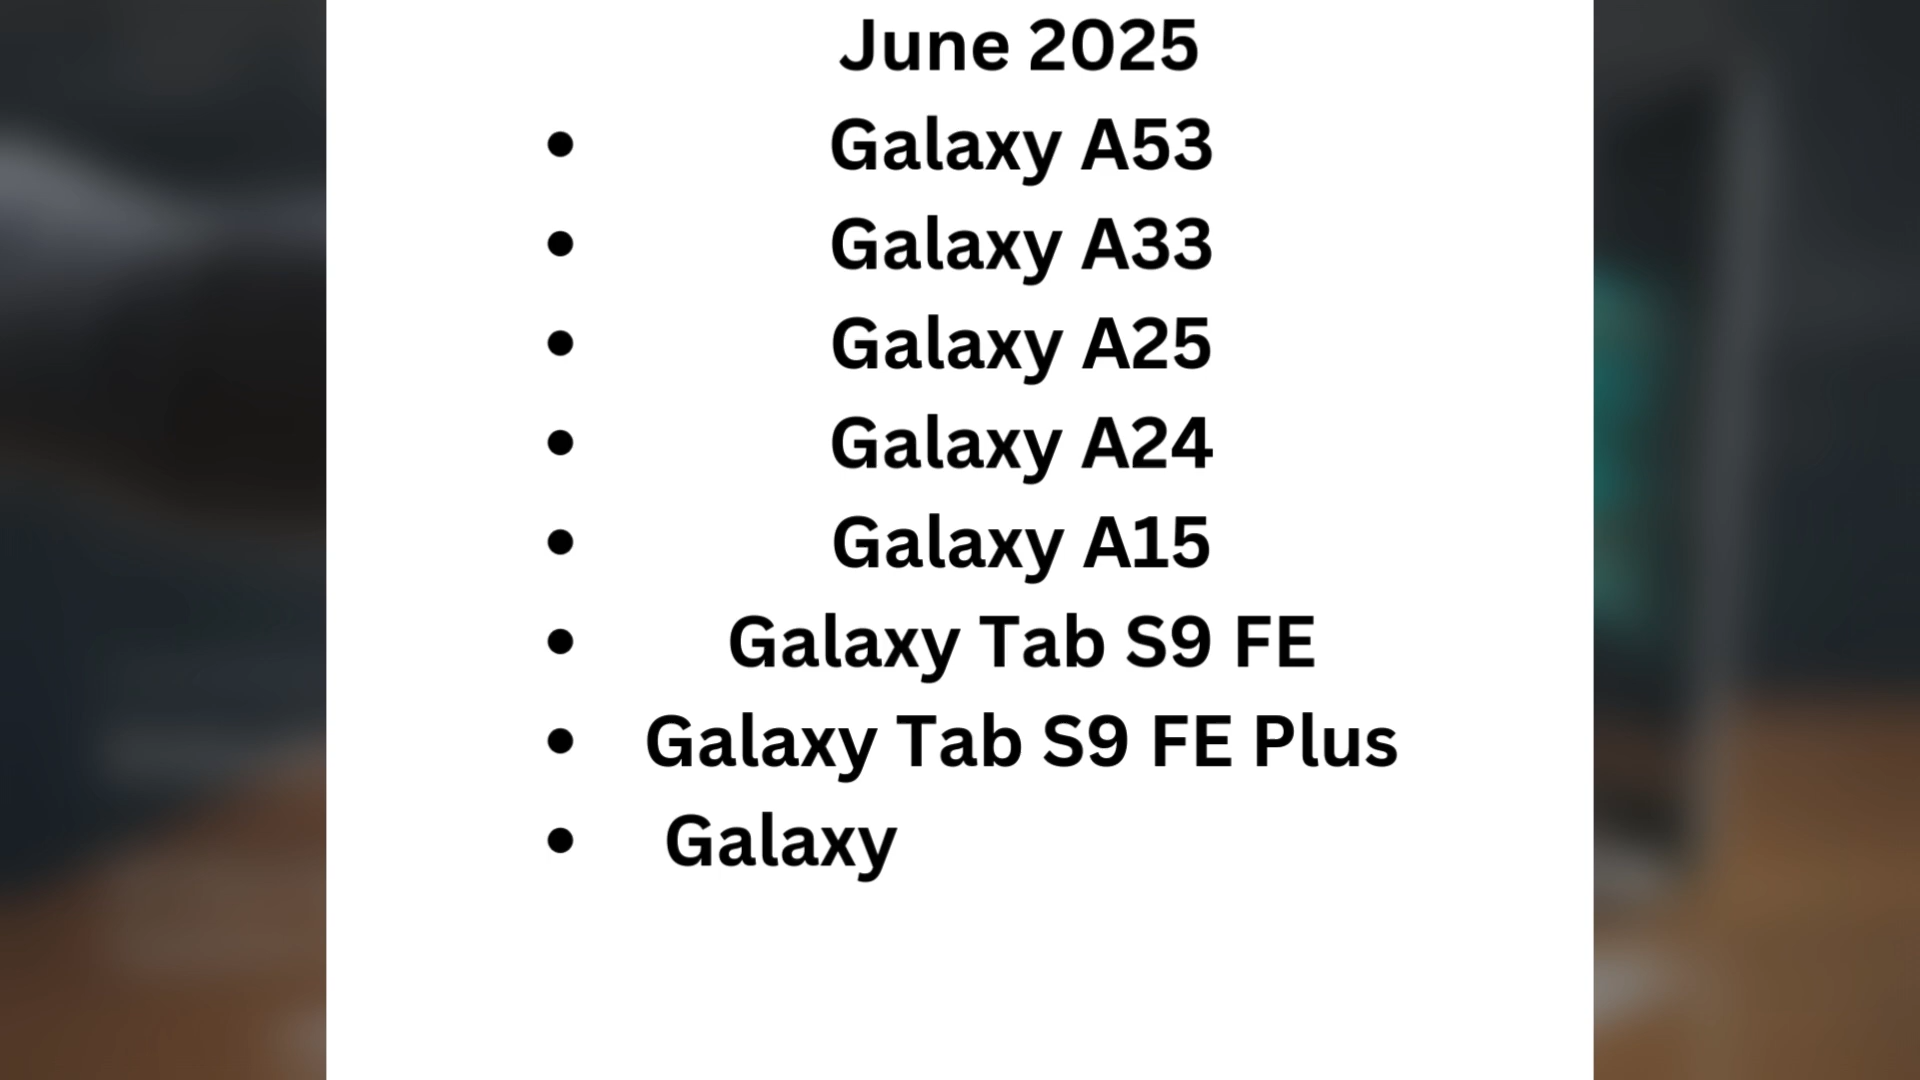 June 2025
• Galaxy A53
• Galaxy A33
• Galaxy A25
• Galaxy A24
• Galaxy A15
• Galaxy Tab S9 FE
• Galaxy Tab S9 FE Plus
• Galaxy